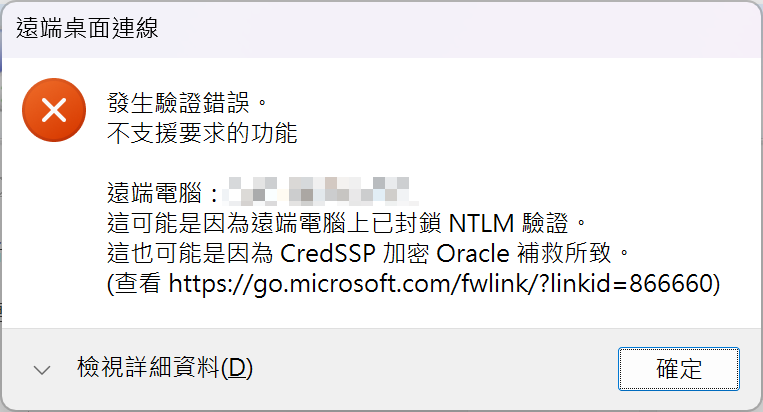 遠端桌面連線
發生驗證錯誤。
不支援要求的功能
遠端電腦：
這可能是因為遠端電腦上已封鎖 NTLM 驗證。
這也可能是因為 CredSSP 加密 Oracle 補救所致。
(查看 https://go.microsoft.com/fwlink/?linkid=866660)
檢視詳細資料(D)
確定